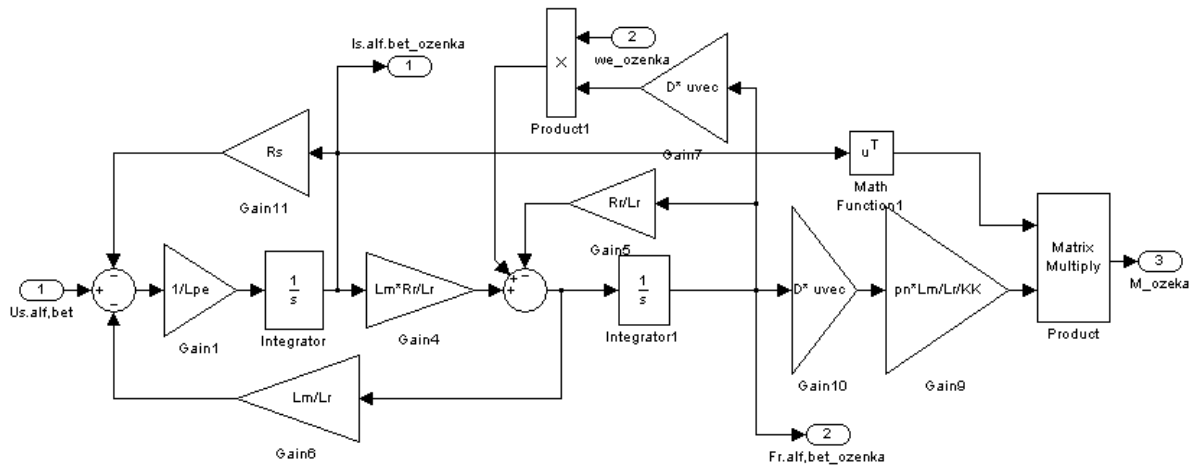 Is.alf.bet_ozenka
1
2
we_ozenka
×
Product1
D* uvec
Gain7
Rs
Gain11
u^T
Math
Function1
Rr/Lr
Gain5
1
Us.alf,bet
1/Lpe
Gain1
1
s
Integrator
Lm*Rr/Lr
Gain4
1
s
Integrator1
D* uvec
Gain10
pn*Lm/Lr/KK
Gain9
Matrix
Multiply
Product
3
M_ozeka
Lm/Lr
Gain6
2
Fr.alf,bet_ozenka